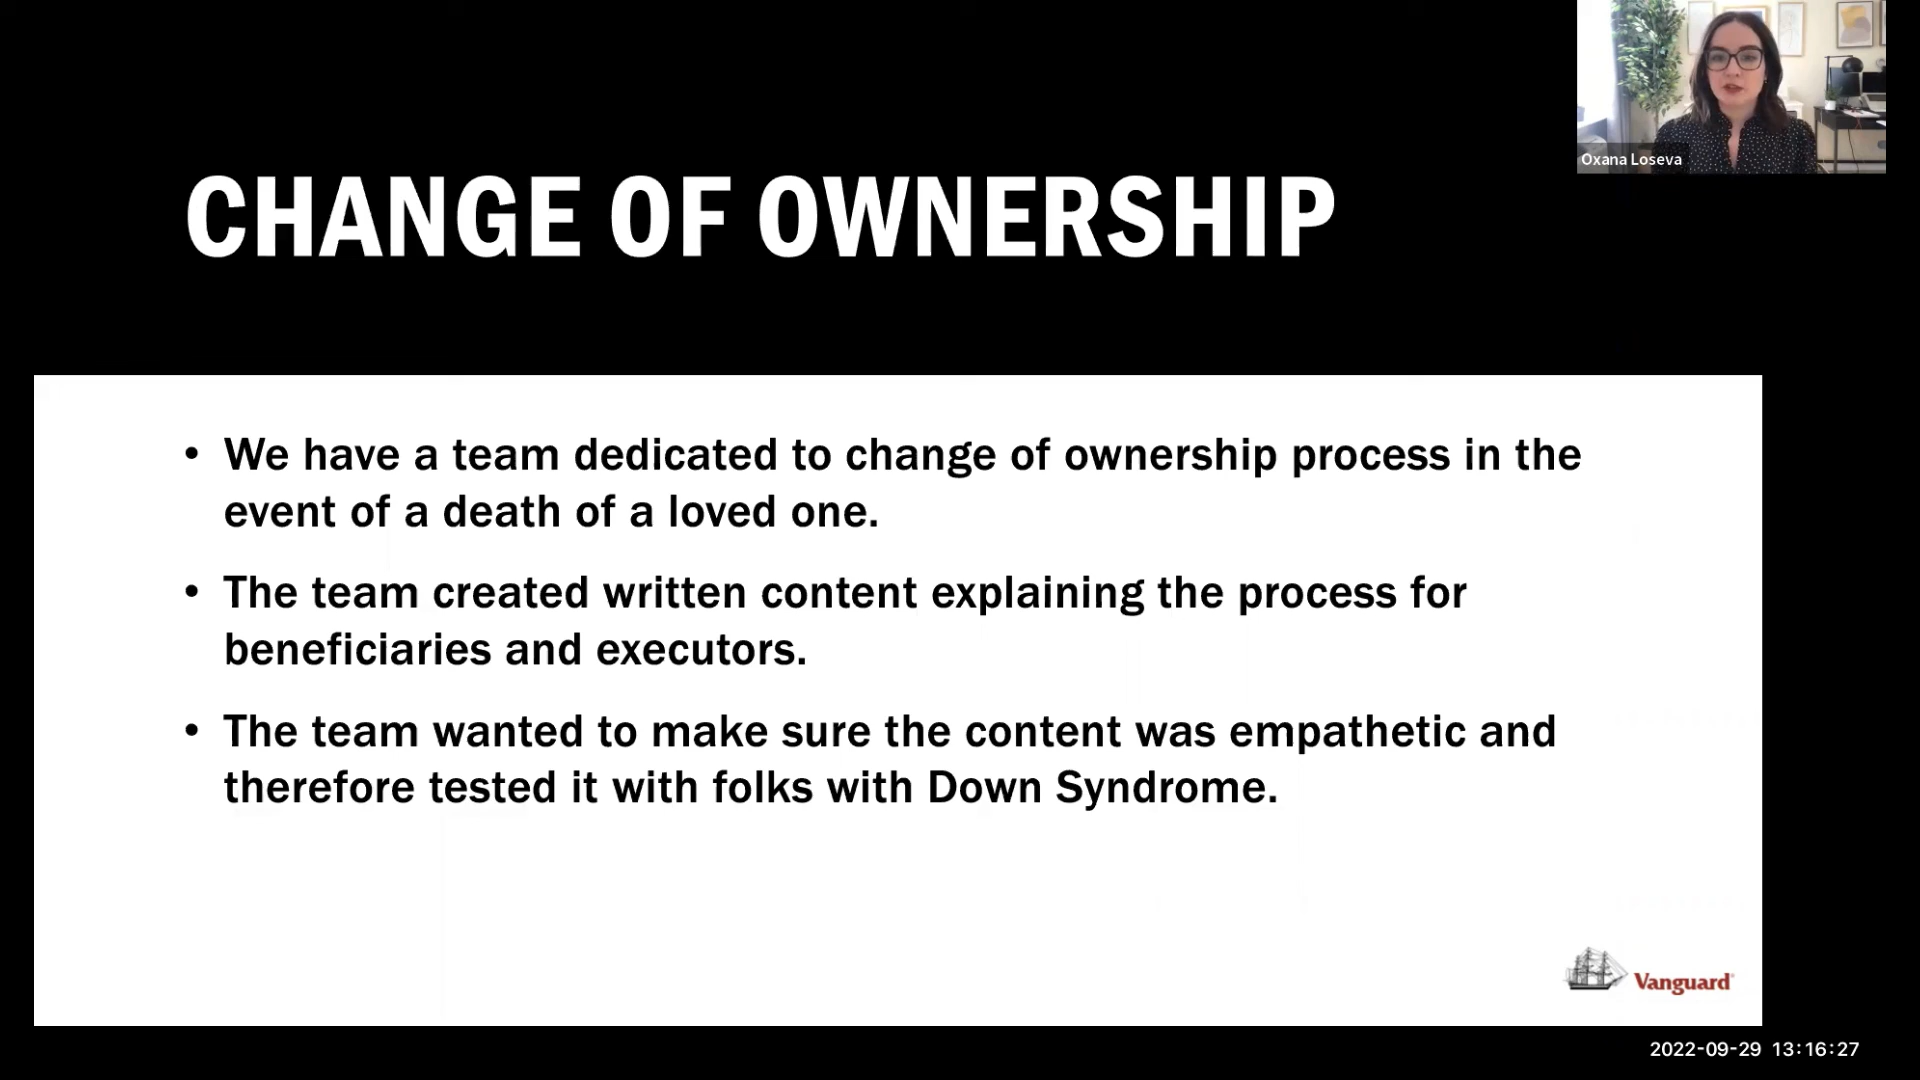 Oxana Loseva
CHANGE OF OWNERSHIP
• We have a team dedicated to change of ownership process in the
event of a death of a loved one.
• The team created written content explaining the process for
beneficiaries and executors.
• The team wanted to make sure the content was empathetic and
therefore tested it with folks with Down Syndrome.
Vanguard
2022-09-29 13:16:27